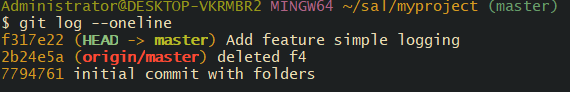 Administrator@DESKTOP-VKRMBR2 MINGW64 ~/sal/myproject (master)
$ git log --oneline
f317e22 (HEAD -> master) Add feature simple logging
2b24e5a (origin/master) deleted f4
7794761 initial commit with folders